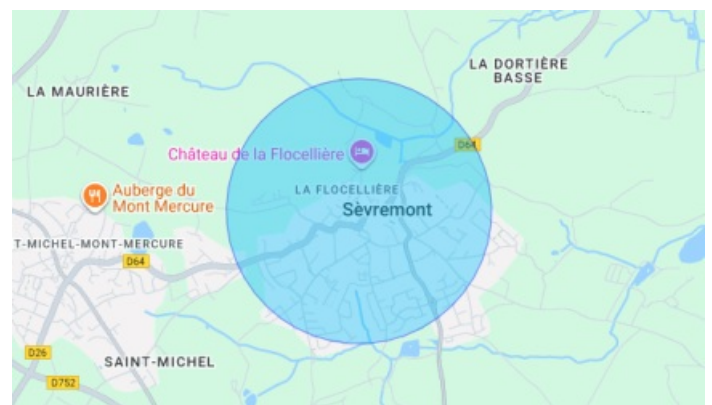 LA DORTIÈRE
BASSE
LA MAURIÈRE
D64
Château de la Flocellière
Auberge du
Mont Mercure
LA FLOCELLIÈRE
Sèvremont
T-MICHEL-MONT-MERCURE
D64
D26
SAINT-MICHEL
D752